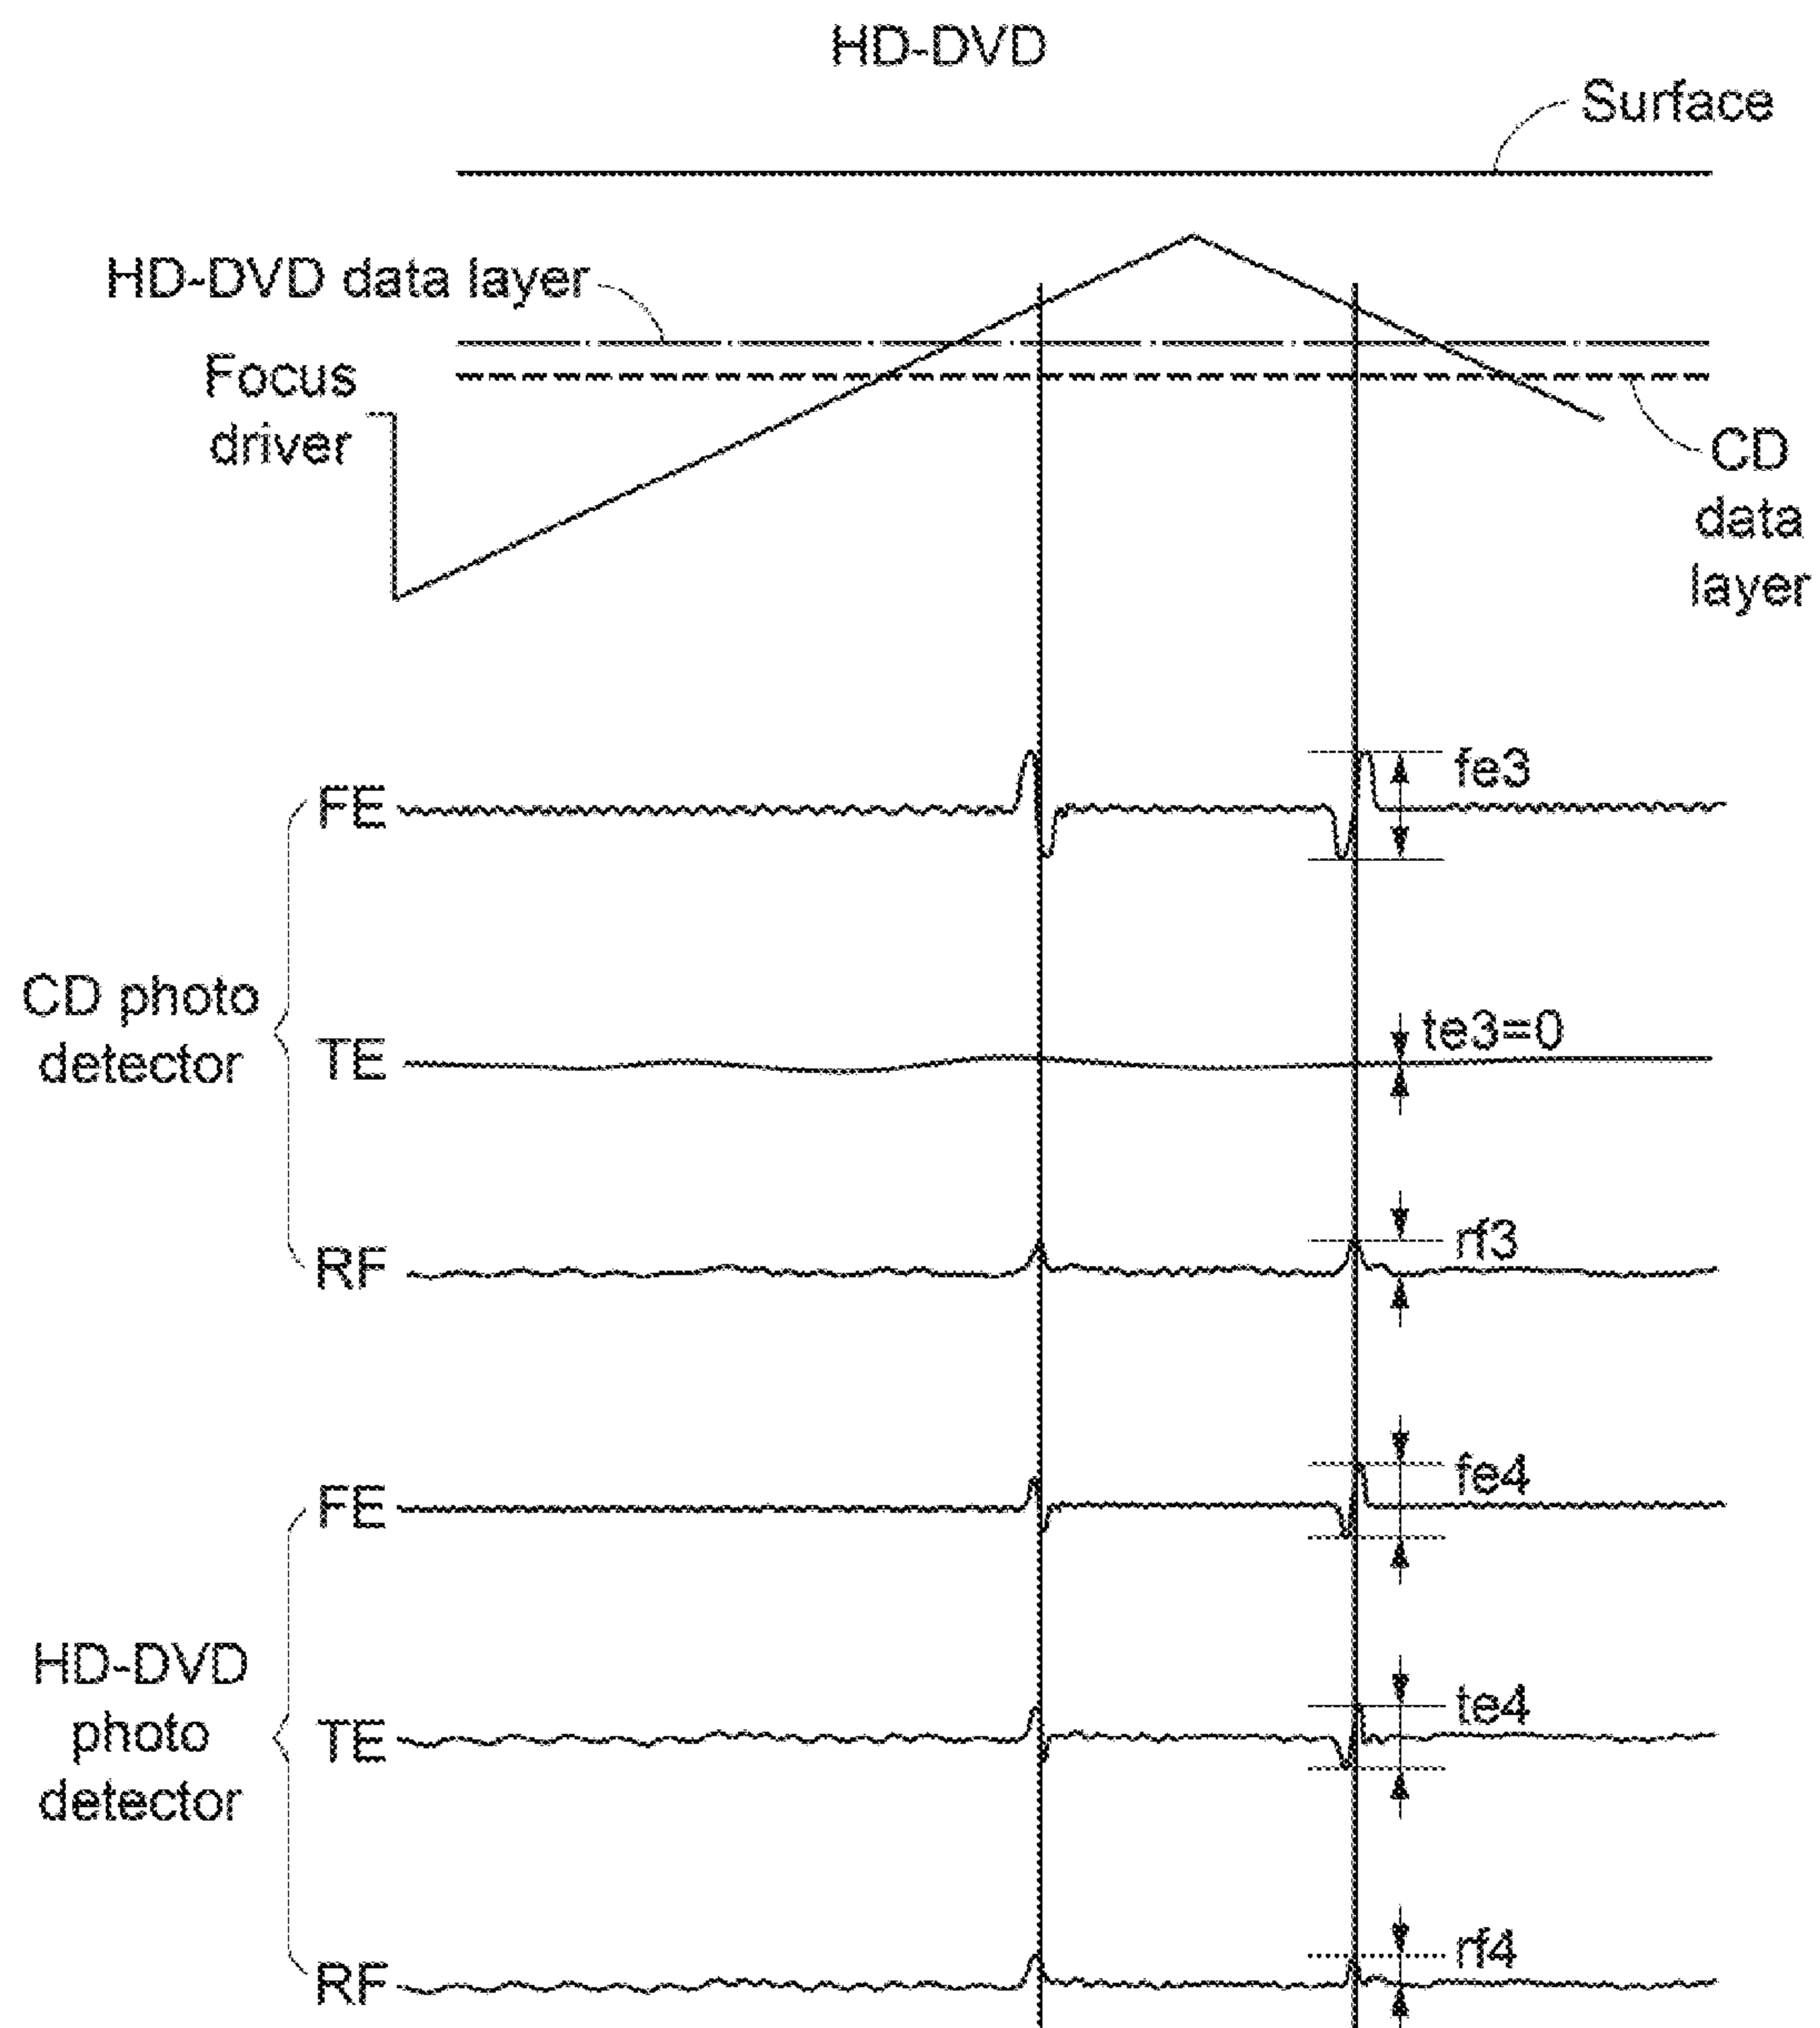 HD-DVD
Surface
HD-DVD data layer
Focus
driver
CD
data
layer
FE
fe3
CD photo
detector
TE
te3=0
RF
rf3
FE
fe4
HD-DVD
photo
detector
TE
te4
RF
rf4